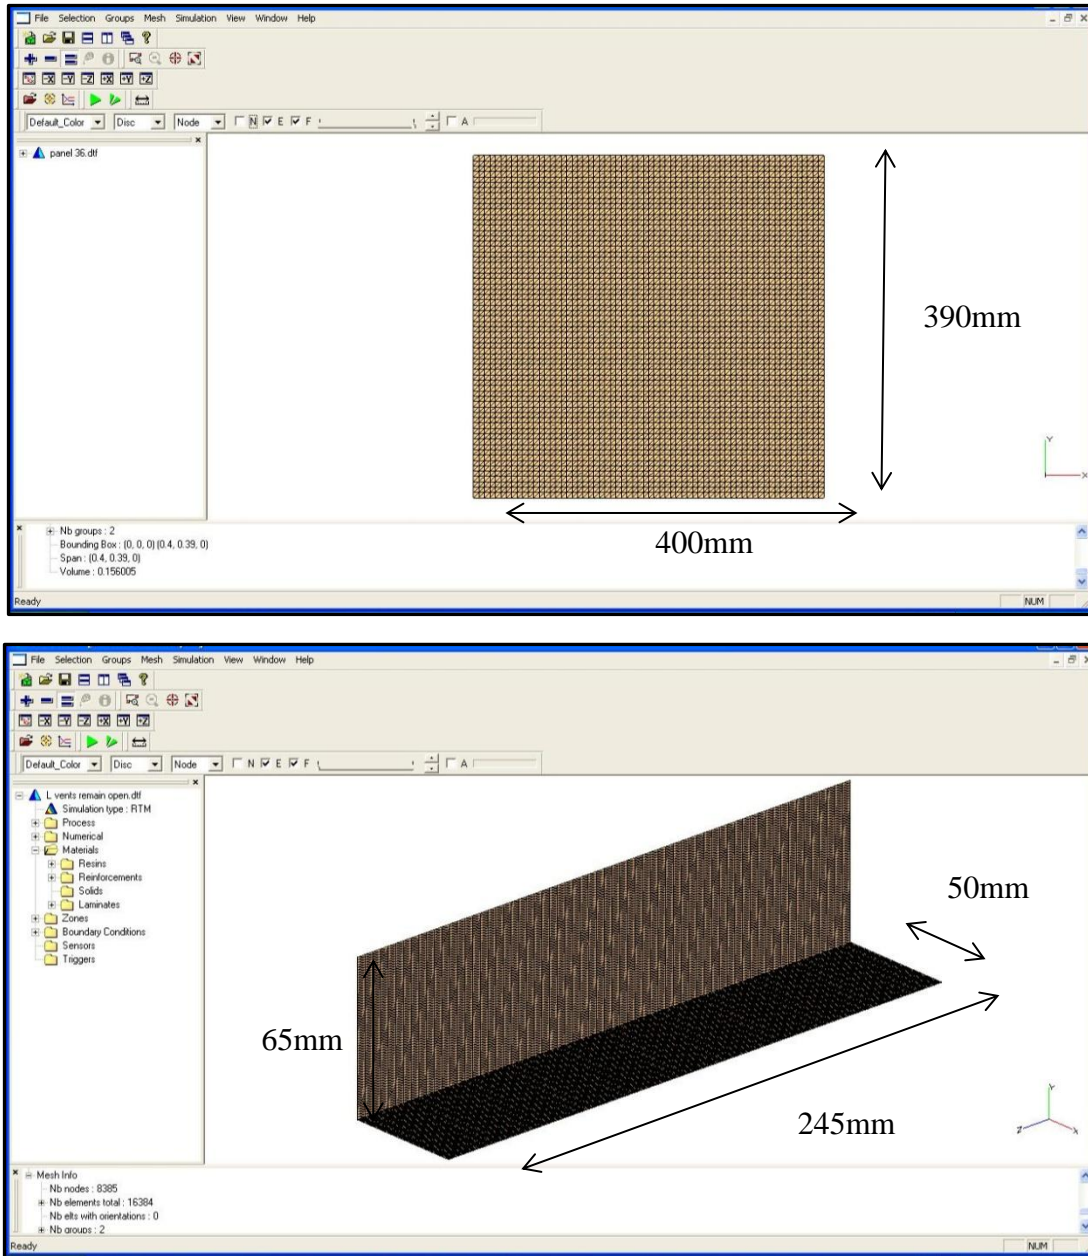 File Selection Groups Mesh Simulation View Window Help
Default_Color Disc Node N E F A
panel 36.dtf
390mm
Y
X
400mm
Nb groups : 2
Bounding Box : (0, 0, 0) (0.4, 0.39, 0)
Span : (0.4, 0.39, 0)
Volume : 0.156005
Ready NUM
File Selection Groups Mesh Simulation View Window Help
Default_Color Disc Node N E F A
L vents remain open.dtf
Simulation type : RTM
Process
Numerical
Materials
Resins
Reinforcements
Solids
Laminates
Zones
Boundary Conditions
Sensors
Triggers
50mm
65mm
245mm
Y
Z X
Mesh Info
Nb nodes : 8385
Nb elements total : 16384
Nb elts with orientations : 0
Nb groups : 2
Ready NUM